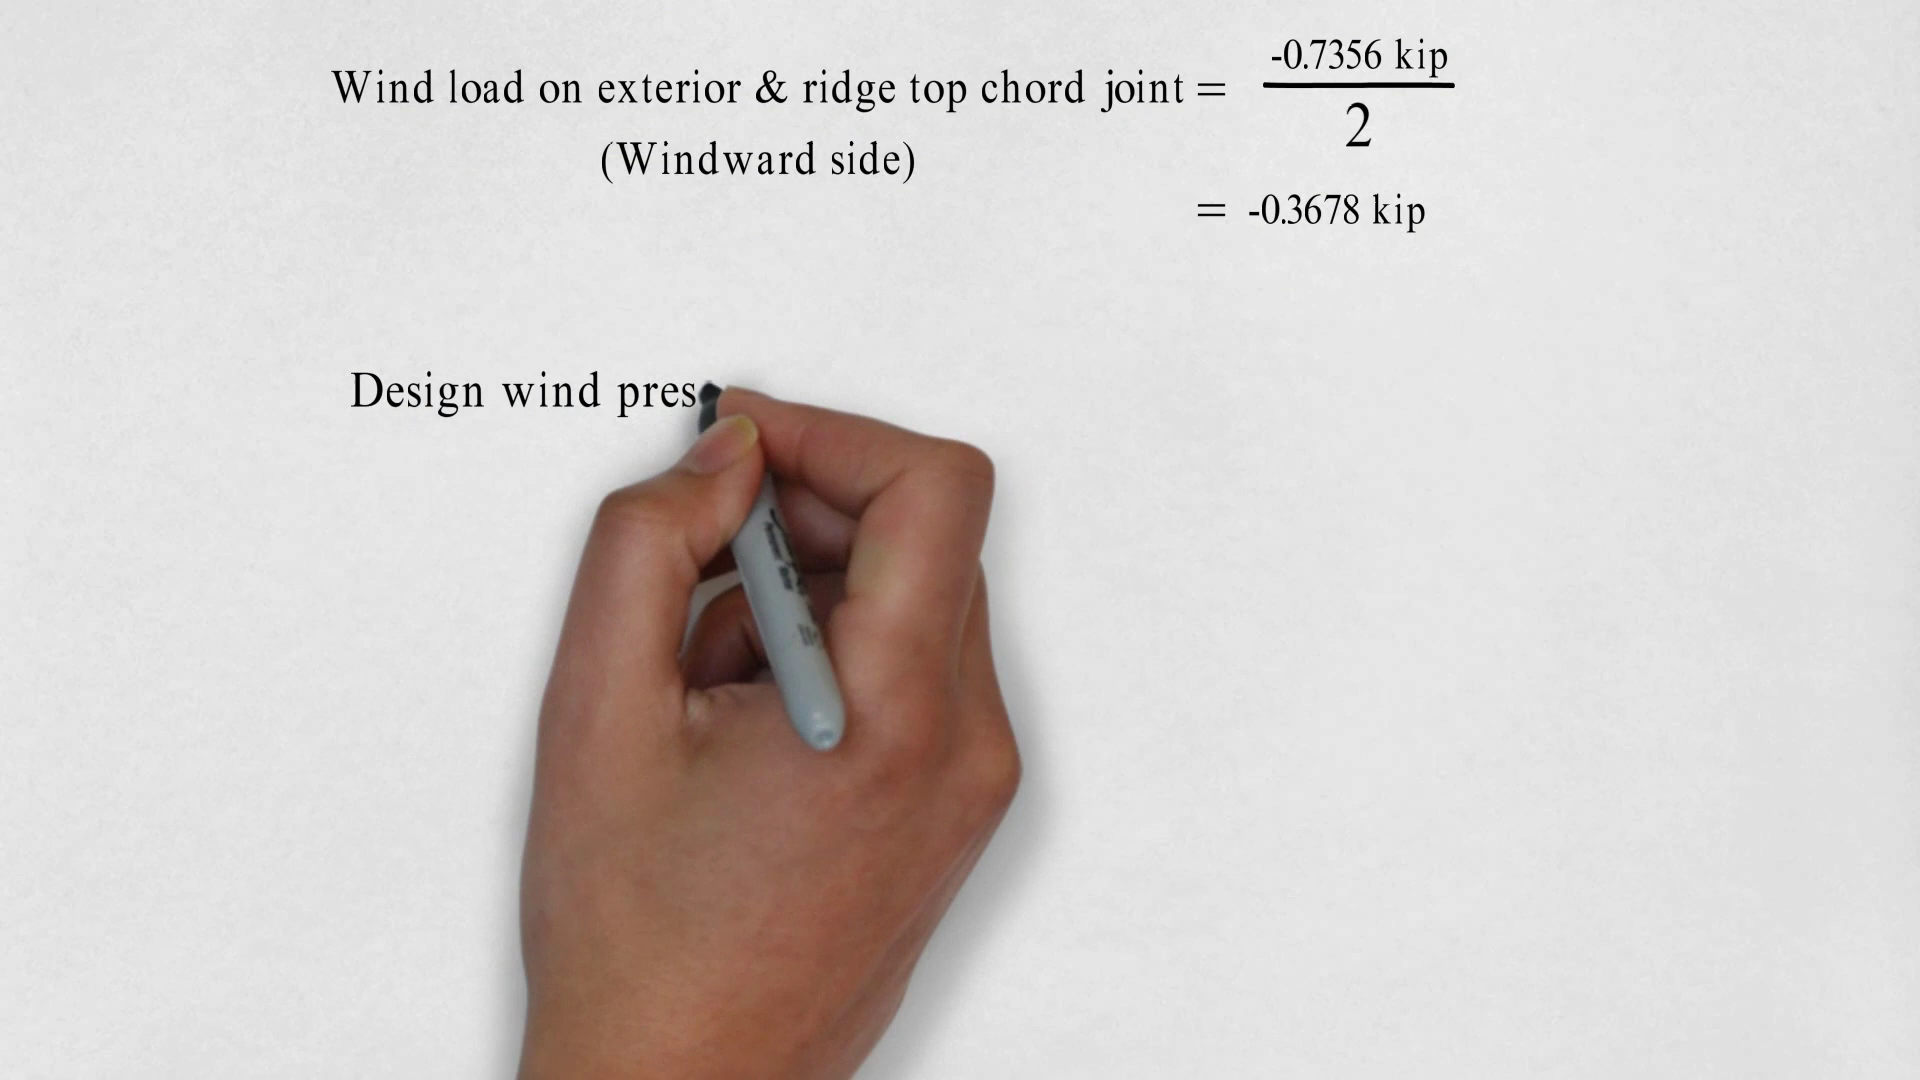 Wind load on exterior & ridge top chord joint = -0.7356 kip / 2
(Windward side)
= -0.3678 kip
Design wind pres